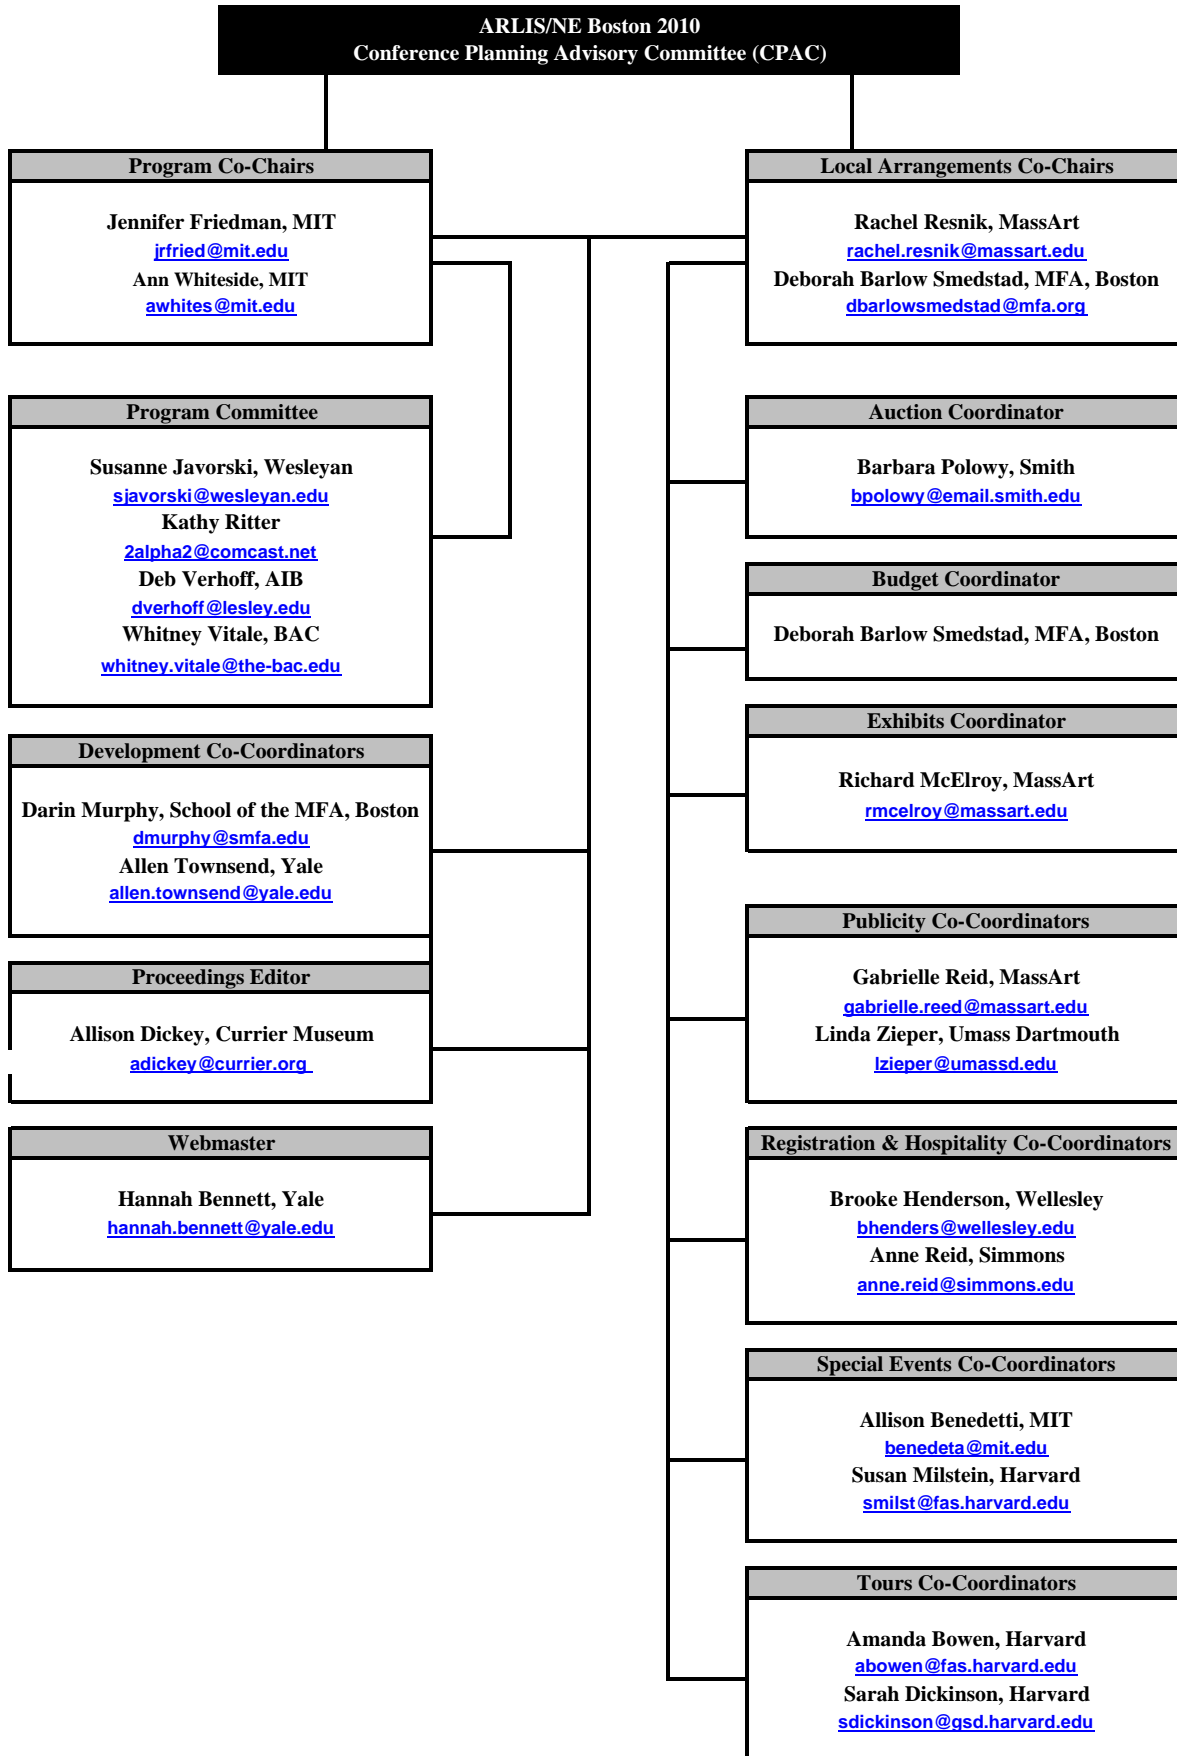 ARLIS/NE Boston 2010
Conference Planning Advisory Committee (CPAC)
Program Co-Chairs
Jennifer Friedman, MIT
jrfried@mit.edu
Ann Whiteside, MIT
awhites@mit.edu
Program Committee
Susanne Javorski, Wesleyan
sjavorski@wesleyan.edu
Kathy Ritter
2alpha2@comcast.net
Deb Verhoff, AIB
dverhoff@lesley.edu
Whitney Vitale, BAC
whitney.vitale@the-bac.edu
Development Co-Coordinators
Darin Murphy, School of the MFA, Boston
dmurphy@smfa.edu
Allen Townsend, Yale
allen.townsend@yale.edu
Proceedings Editor
Allison Dickey, Currier Museum
adickey@currier.org
Webmaster
Hannah Bennett, Yale
hannah.bennett@yale.edu
Local Arrangements Co-Chairs
Rachel Resnik, MassArt
rachel.resnik@massart.edu
Deborah Barlow Smedstad, MFA, Boston
dbarlowsmedstad@mfa.org
Auction Coordinator
Barbara Polowy, Smith
bpolowy@email.smith.edu
Budget Coordinator
Deborah Barlow Smedstad, MFA, Boston
Exhibits Coordinator
Richard McElroy, MassArt
rmcelroy@massart.edu
Publicity Co-Coordinators
Gabrielle Reid, MassArt
gabrielle.reed@massart.edu
Linda Zieper, Umass Dartmouth
lzieper@umassd.edu
Registration & Hospitality Co-Coordinators
Brooke Henderson, Wellesley
bhenders@wellesley.edu
Anne Reid, Simmons
anne.reid@simmons.edu
Special Events Co-Coordinators
Allison Benedetti, MIT
benedeta@mit.edu
Susan Milstein, Harvard
smilst@fas.harvard.edu
Tours Co-Coordinators
Amanda Bowen, Harvard
abowen@fas.harvard.edu
Sarah Dickinson, Harvard
sdickinson@gsd.harvard.edu